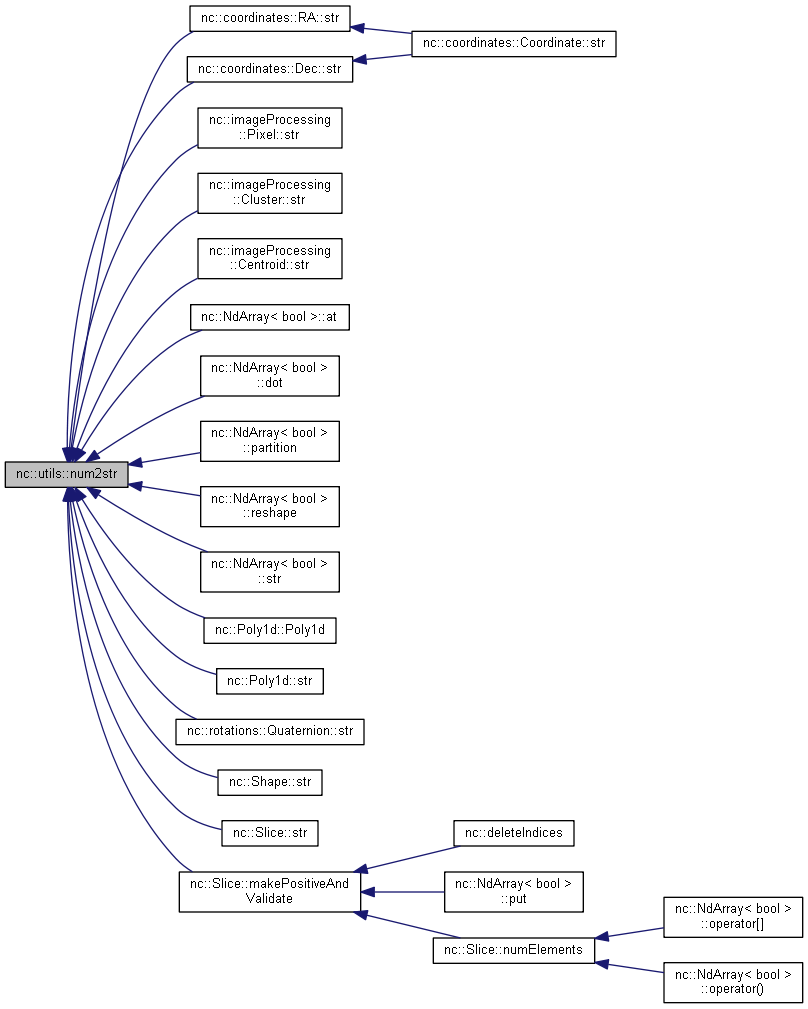 nc::coordinates::RA::str
nc::coordinates::Coordinate::str
nc::coordinates::Dec::str
nc::imageProcessing
::Pixel::str
nc::imageProcessing
::Cluster::str
nc::imageProcessing
::Centroid::str
nc::NdArray< bool >::at
nc::NdArray< bool >
::dot
nc::NdArray< bool >
::partition
nc::utils::num2str
nc::NdArray< bool >
::reshape
nc::NdArray< bool >
::str
nc::Poly1d::Poly1d
nc::Poly1d::str
nc::rotations::Quaternion::str
nc::Shape::str
nc::Slice::str
nc::deleteIndices
nc::Slice::makePositiveAnd
Validate
nc::NdArray< bool >
::put
nc::Slice::numElements
nc::NdArray< bool >
::operator[]
nc::NdArray< bool >
::operator()